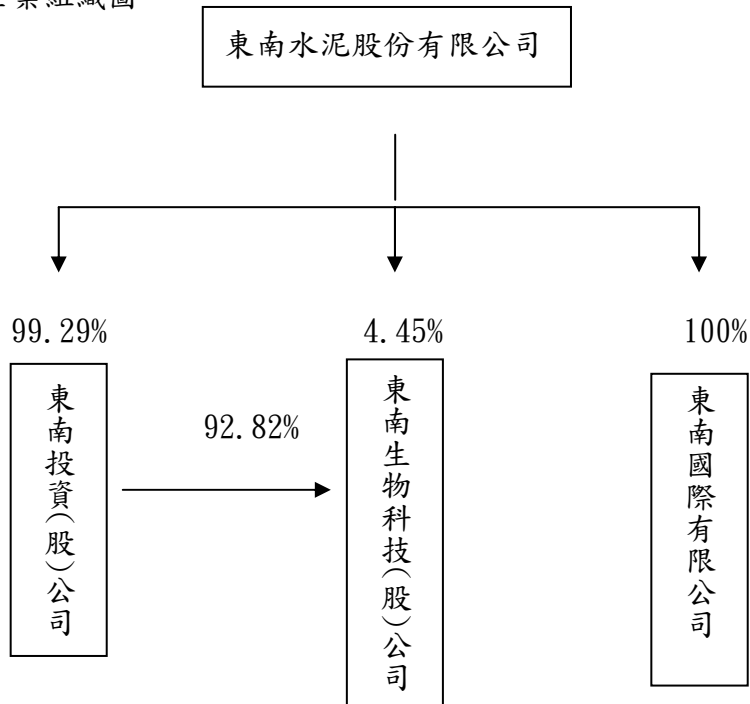 業組織圖
東南水泥股份有限公司
99.29%
4.45%
100%
92.82%
東南投資(股)公司
東南生物科技(股)公司
東南國際有限公司